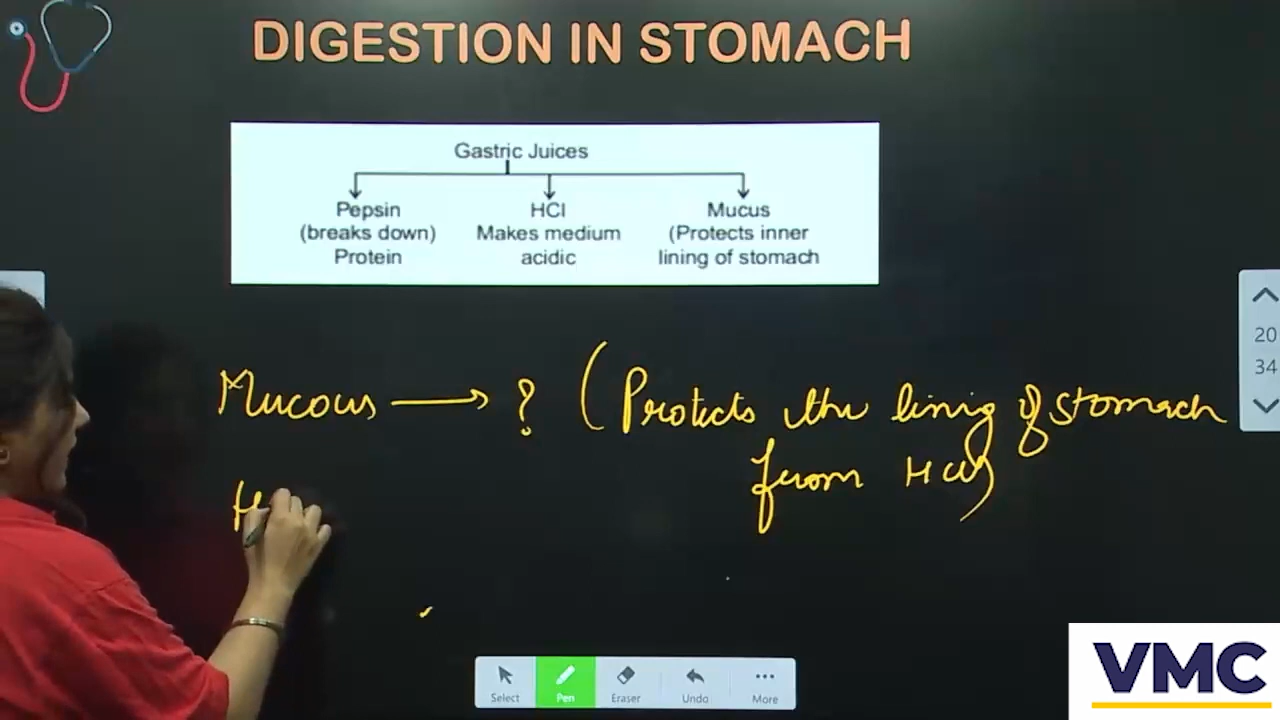 DIGESTION IN STOMACH
Gastric Juices
Pepsin
(breaks down)
Protein
HCl
Makes medium
acidic
Mucus
(Protects inner
lining of stomach
Mucous → ? (Protects the lining of stomach
from HCl)
H
20
34
Select
Pen
Eraser
Undo
More
VMC